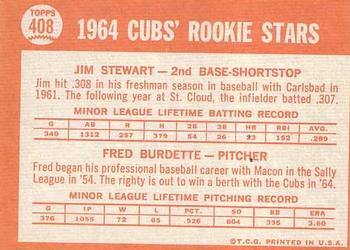 TOPPS
408
1964 CUBS' ROOKIE STARS
JIM STEWART — 2nd BASE-SHORTSTOP
Jim hit .308 in his freshman season in baseball with Carlsbad in
1961. The following year at St. Cloud, the infielder batted .307.
MINOR LEAGUE LIFETIME BATTING RECORD
G AB R H 2B 3B HR RBI AVG.
349 1312 257 379 54 26 152 .289
FRED BURDETTE — PITCHER
Fred began his professional baseball career with Macon in the Sally
League in '54. The righty is out to win a berth with the Cubs in '64.
MINOR LEAGUE LIFETIME PITCHING RECORD
G IP W L PCT. SO BB ER ERA
376 1055 72 65 .526 604 535 3.60
©T.C.G. PRINTED IN U.S.A.